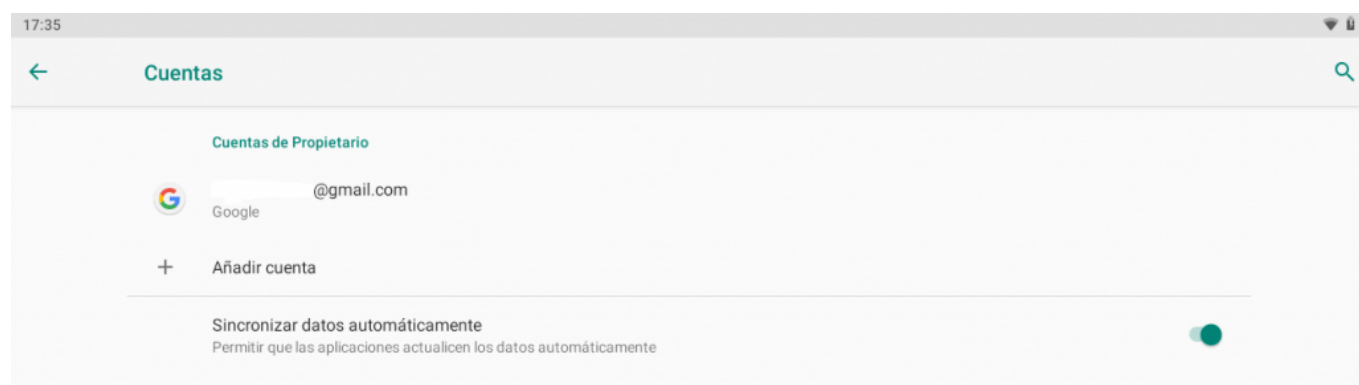 17:35
Cuentas
Cuentas de Propietario
@gmail.com
Google
Añadir cuenta
Sincronizar datos automáticamente
Permitir que las aplicaciones actualicen los datos automáticamente